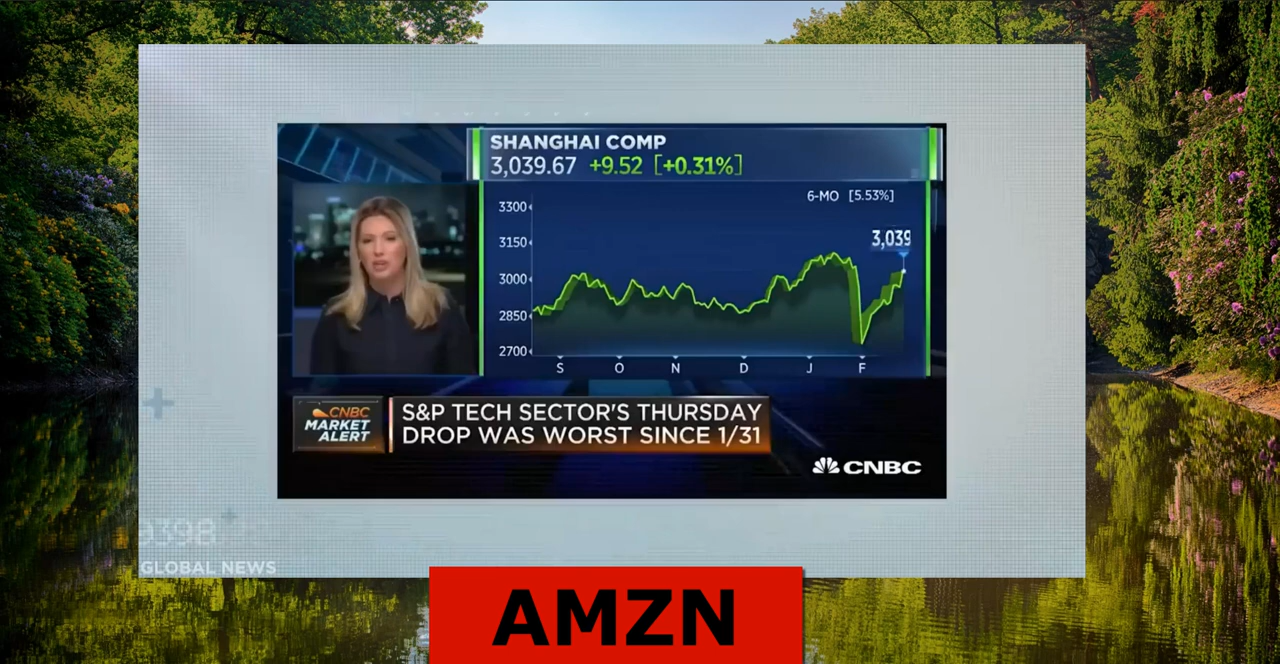 SHANGHAI COMP
3,039.67 +9.52 [+0.31%]
6-MO [5.53%]
3,039
3300
3150
3000
2850
2700
S O N D J F
CNBC
MARKET
ALERT
S&P TECH SECTOR'S THURSDAY
DROP WAS WORST SINCE 1/31
CNBC
9398
GLOBAL NEWS
AMZN